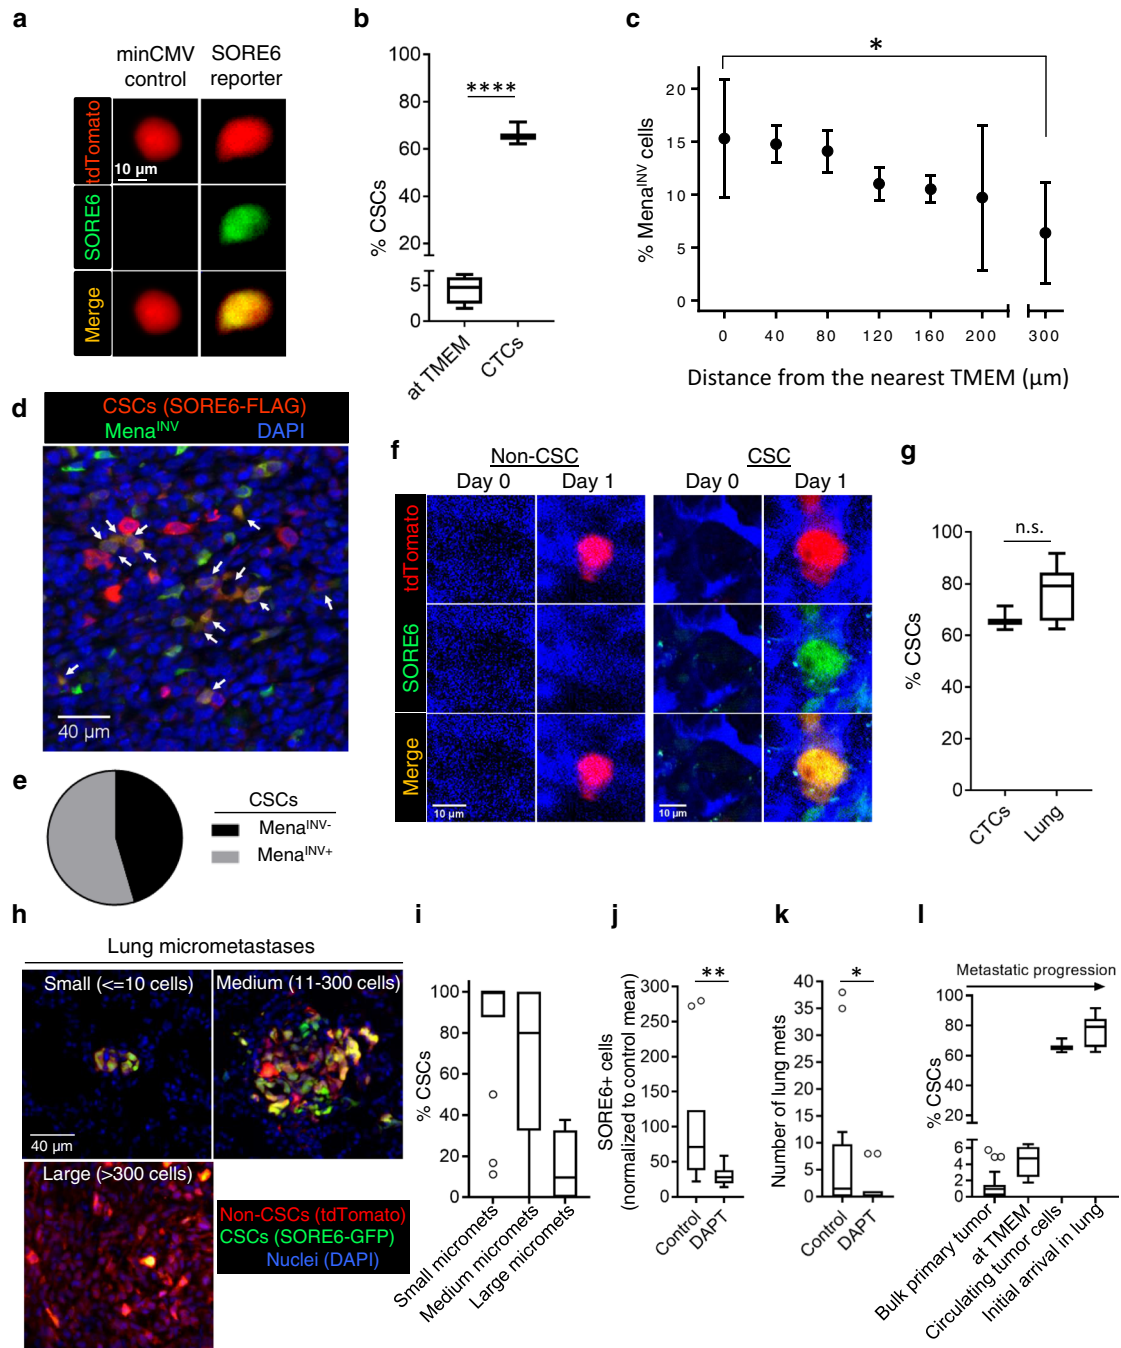 a
minCMV control
SORE6 reporter
tdTomato
SORE6
Merge
10 µm
b
% CSCs
100
80
60
40
20
5
0
****
at TMEM
CTCs
c
% Mena^INV cells
20
15
10
5
0
*
0 40 80 120 160 200 300
Distance from the nearest TMEM (µm)
d
CSCs (SORE6-FLAG)
Mena^INV DAPI
40 µm
e
CSCs
Mena^INV-
Mena^INV+
f
Non-CSC CSC
Day 0 Day 1 Day 0 Day 1
tdTomato
SORE6
Merge
10 µm
10 µm
g
% CSCs
100
80
60
40
20
0
n.s.
CTCs
Lung
h
Lung micrometastases
Small (<=10 cells)
Medium (11-300 cells)
40 µm
Large (>300 cells)
Non-CSCs (tdTomato)
CSCs (SORE6-GFP)
Nuclei (DAPI)
i
% CSCs
100
80
60
40
20
0
Small micromets
Medium micromets
Large micromets
j
SORE6+ cells
(normalized to control mean)
300
250
200
150
100
50
0
**
Control
DAPT
k
Number of lung mets
40
35
30
25
20
15
10
5
0
*
Control
DAPT
l
Metastatic progression
% CSCs
100
80
60
40
20
6
4
2
0
Bulk primary tumor
at TMEM
Circulating tumor cells
Initial arrival in lung